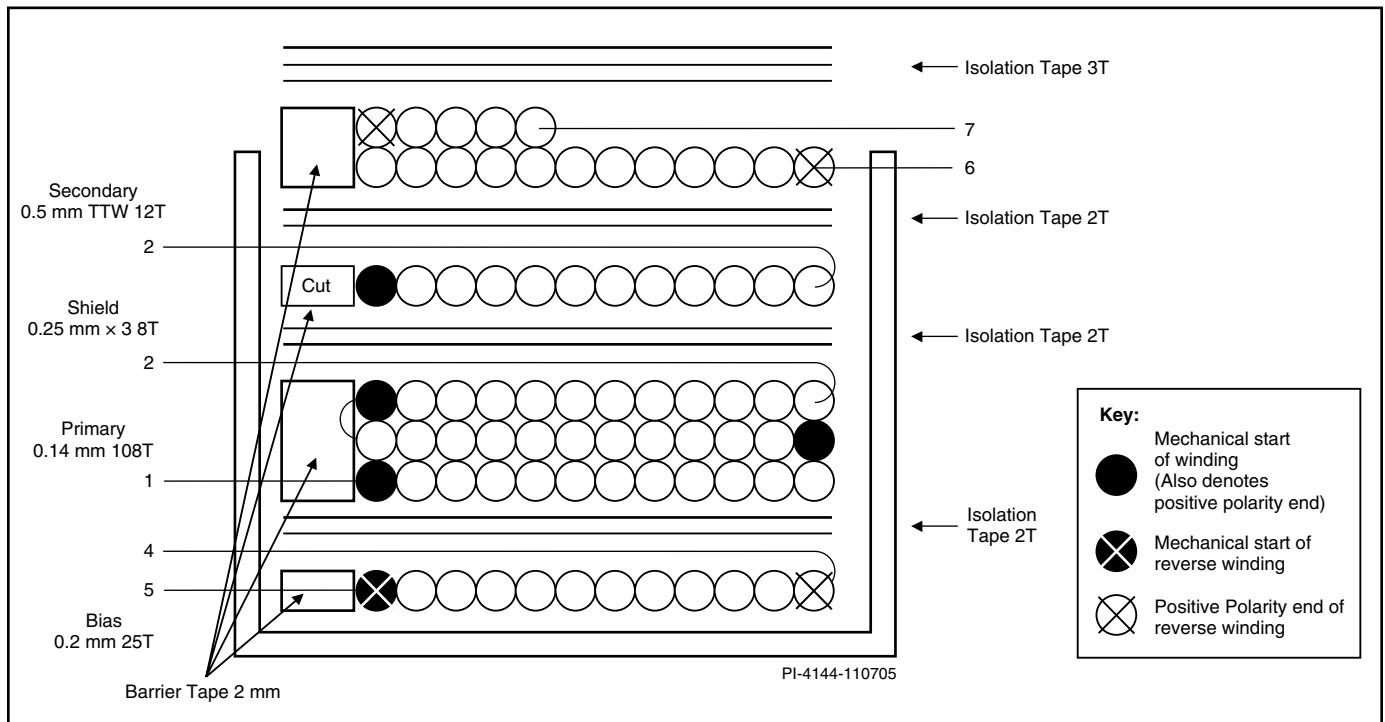 Isolation Tape 3T
7
6
Secondary
0.5 mm TTW 12T
Isolation Tape 2T
2
Cut
Shield
0.25 mm × 3 8T
Isolation Tape 2T
2
Primary
0.14 mm 108T
1
Isolation
Tape 2T
4
5
Bias
0.2 mm 25T
Barrier Tape 2 mm
PI-4144-110705
Key:
Mechanical start
of winding
(Also denotes
positive polarity end)
Mechanical start of
reverse winding
Positive Polarity end of
reverse winding